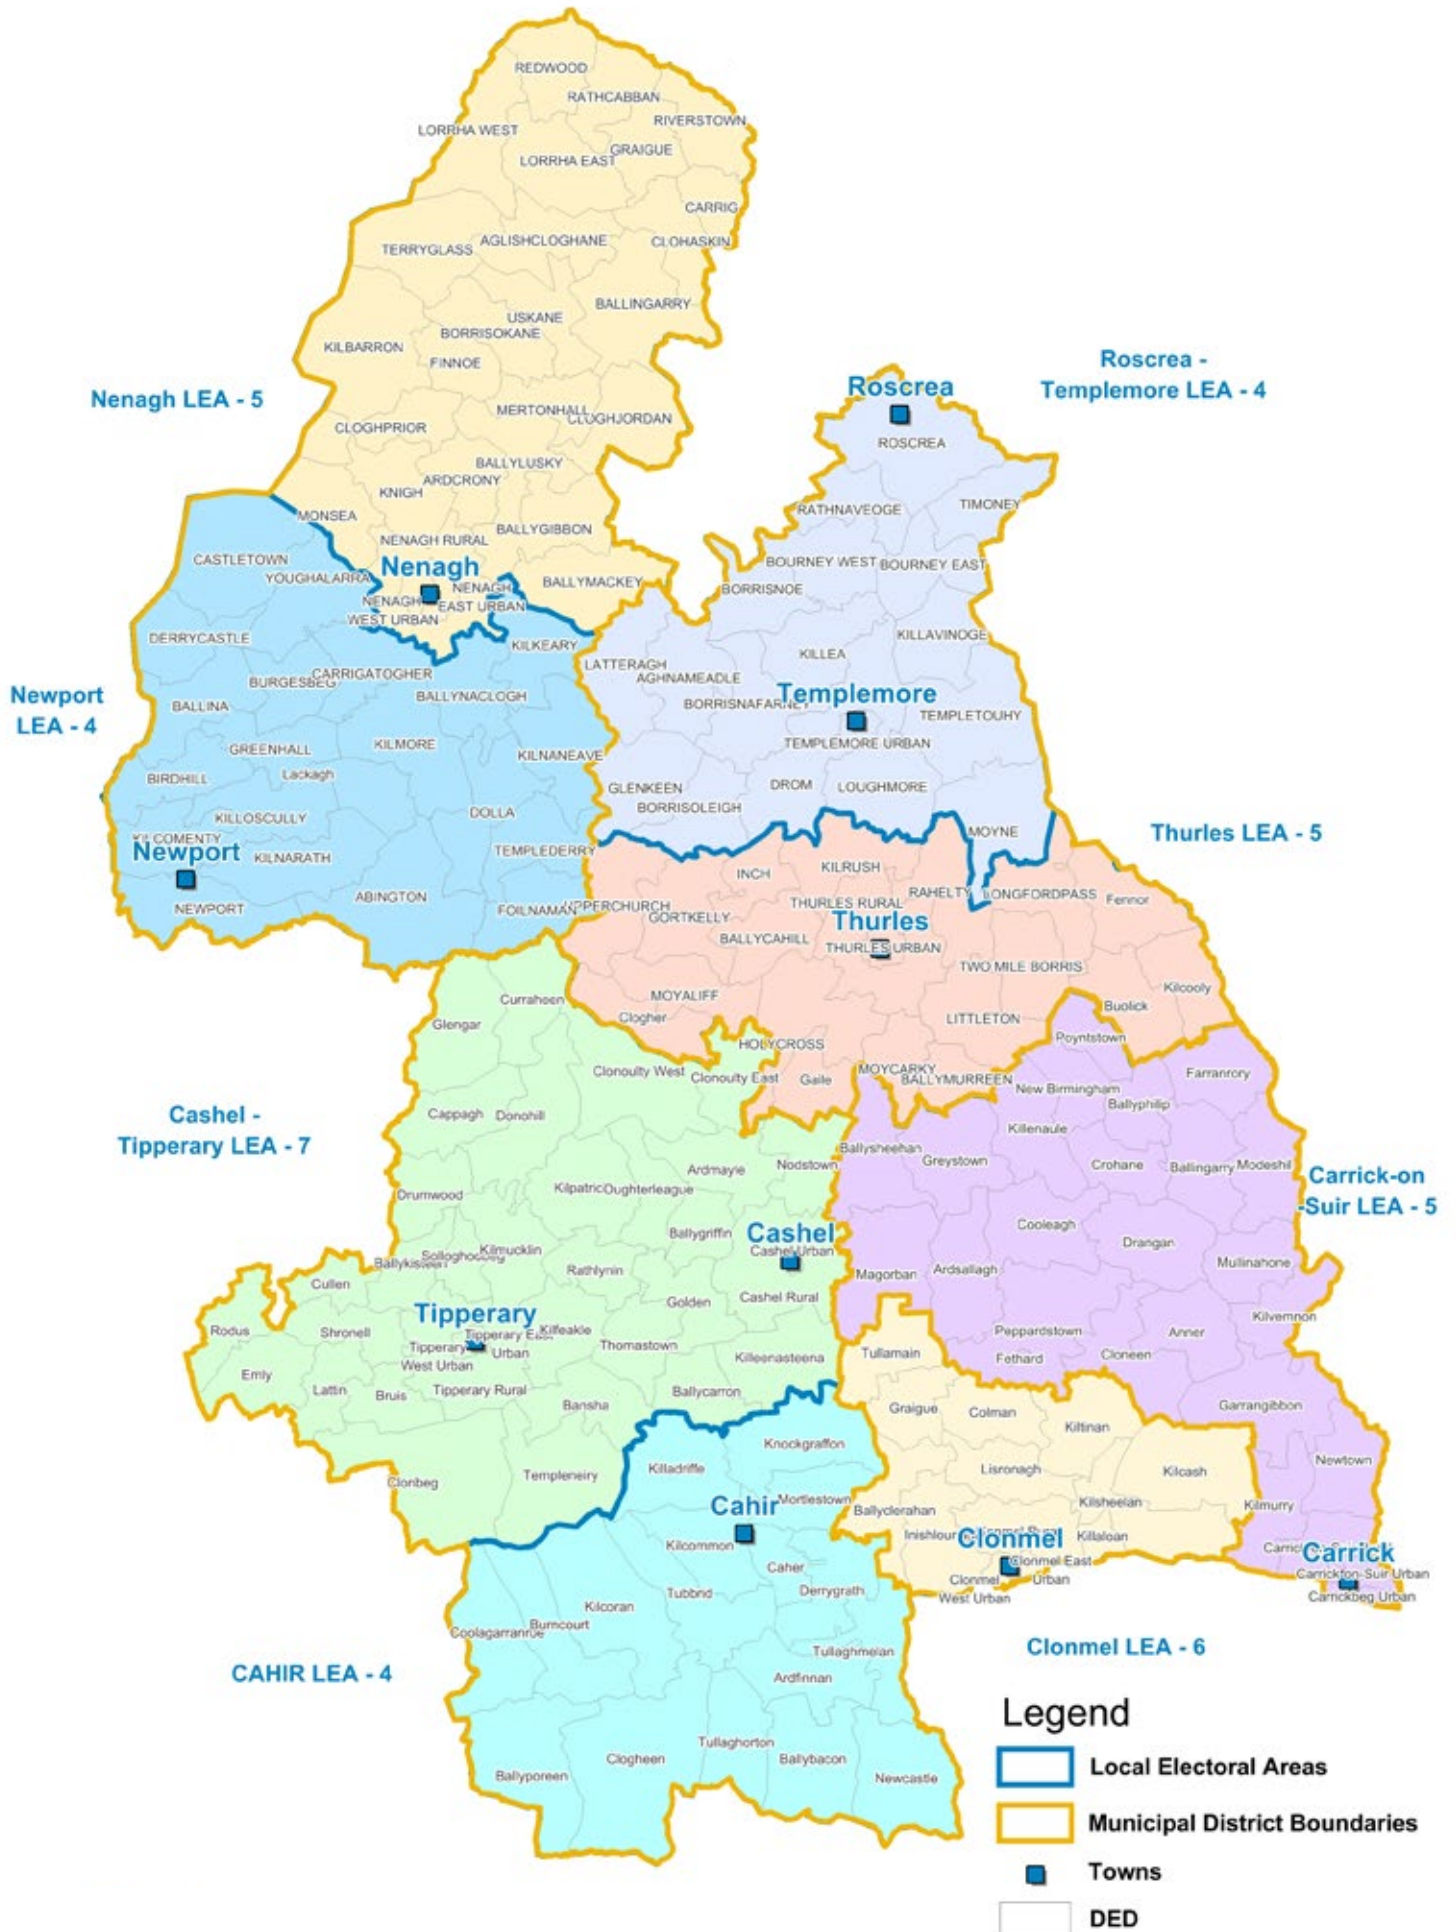 REDWOOD
RATHCABBAN
RIVERSTOWN
LORRHA WEST
GRAIGUE
LORRHA EAST
CARRIG
TERRYGLASS
AGLISHCLOGHANE
CLOHASKIN
BALLINGARRY
USKANE
BORRISOKANE
KILBARRON
FINNOE
Nenagh LEA - 5
Roscrea -
Templemore LEA - 4
Roscrea
ROSCREA
MERTONHALL
CLOGHJORDAN
CLOGHPRIOR
BALLYLUSKY
ARDCRONY
KNIGH
MONSEA
BALLYGIBBON
NENAGH RURAL
RATHNAVEOGE
TIMONEY
CASTLETOWN
YOUGHALARRA
Nenagh
NENAGH
EAST URBAN
NENAGH
WEST URBAN
BALLYMACKEY
BOURNEY WEST
BOURNEY EAST
BORRISNOE
DERRYCASTLE
KILKEARY
KILLAVINOGE
KILLEA
LATTERAGH
AGHNAMEADLE
CARRIGATOGHER
BURGESBEG
BALLYNACLOGH
Newport
LEA - 4
BALLINA
BORRISNAFARNEY
Templemore
TEMPLETOUHY
TEMPLEMORE URBAN
GREENHALL
KILMORE
KILNANEAVE
BIRDHILL
Lackagh
GLENKEEN
DROM
LOUGHMORE
BORRISOLEIGH
KILLOSCULLY
DOLLA
KILCOMENTY
Newport
KILNARATH
TEMPLEDERRY
MOYNE
Thurles LEA - 5
INCH
KILRUSH
ABINGTON
NEWPORT
FOILNAMAN
UPPERCHURCH
GORTKELLY
THURLES RURAL
RAHELTY
LONGFORDPASS
Fennor
Thurles
BALLYCAHILL
THURLES URBAN
TWO MILE BORRIS
Kilcooly
Curraheen
MOYALIFF
Buolick
Glengar
Clogher
LITTLETON
HOLYCROSS
Poyntstown
Clonoulty West
Clonoulty East
Gaile
MOYCARKY
BALLYMURREEN
Farranrory
New Birmingham
Ballyphilip
Cashel -
Tipperary LEA - 7
Cappagh
Donohill
Killenaule
Ballysheehan
Greystown
Ardmayle
Nodstown
Crohane
Ballingarry
Modeshil
Carrick-on
-Suir LEA - 5
Drumwood
Kilpatric
Oughterleague
Ballygriffin
Cashel
Cashel Urban
Cooleagh
Drangan
Mullinahone
Ballykisteen
Solloghodbeg
Kilmucklin
Rathlynin
Cullen
Magorban
Ardsallagh
Golden
Cashel Rural
Tipperary
Kilvemnon
Rodus
Shronell
Tipperary East
Urban
Kilfeakle
Tipperary
West Urban
Thomastown
Peppardstown
Anner
Emly
Killeenasteena
Tullamain
Fethard
Cloneen
Lattin
Bruis
Tipperary Rural
Bansha
Ballycarron
Graigue
Colman
Kiltinan
Garrangibbon
Knockgraffon
Clonbeg
Templeneiry
Killadriffe
Lisronagh
Kilcash
Newtown
Cahir
Mortlestown
Ballyclerahan
Kilsheelan
Kilmurry
Kilcommon
Clonmel
Killaloan
Carrick
Carrick-on-Suir Urban
Carrickbeg Urban
Caher
Clonmel East
Urban
Clonmel
West Urban
Tubbrid
Derrygrath
Kilcoran
Burncourt
Coolagarranroe
Tullaghmelan
Clonmel LEA - 6
CAHIR LEA - 4
Ardfinnan
Tullaghorton
Clogheen
Ballybacon
Ballyporeen
Newcastle
Legend
Local Electoral Areas
Municipal District Boundaries
Towns
DED